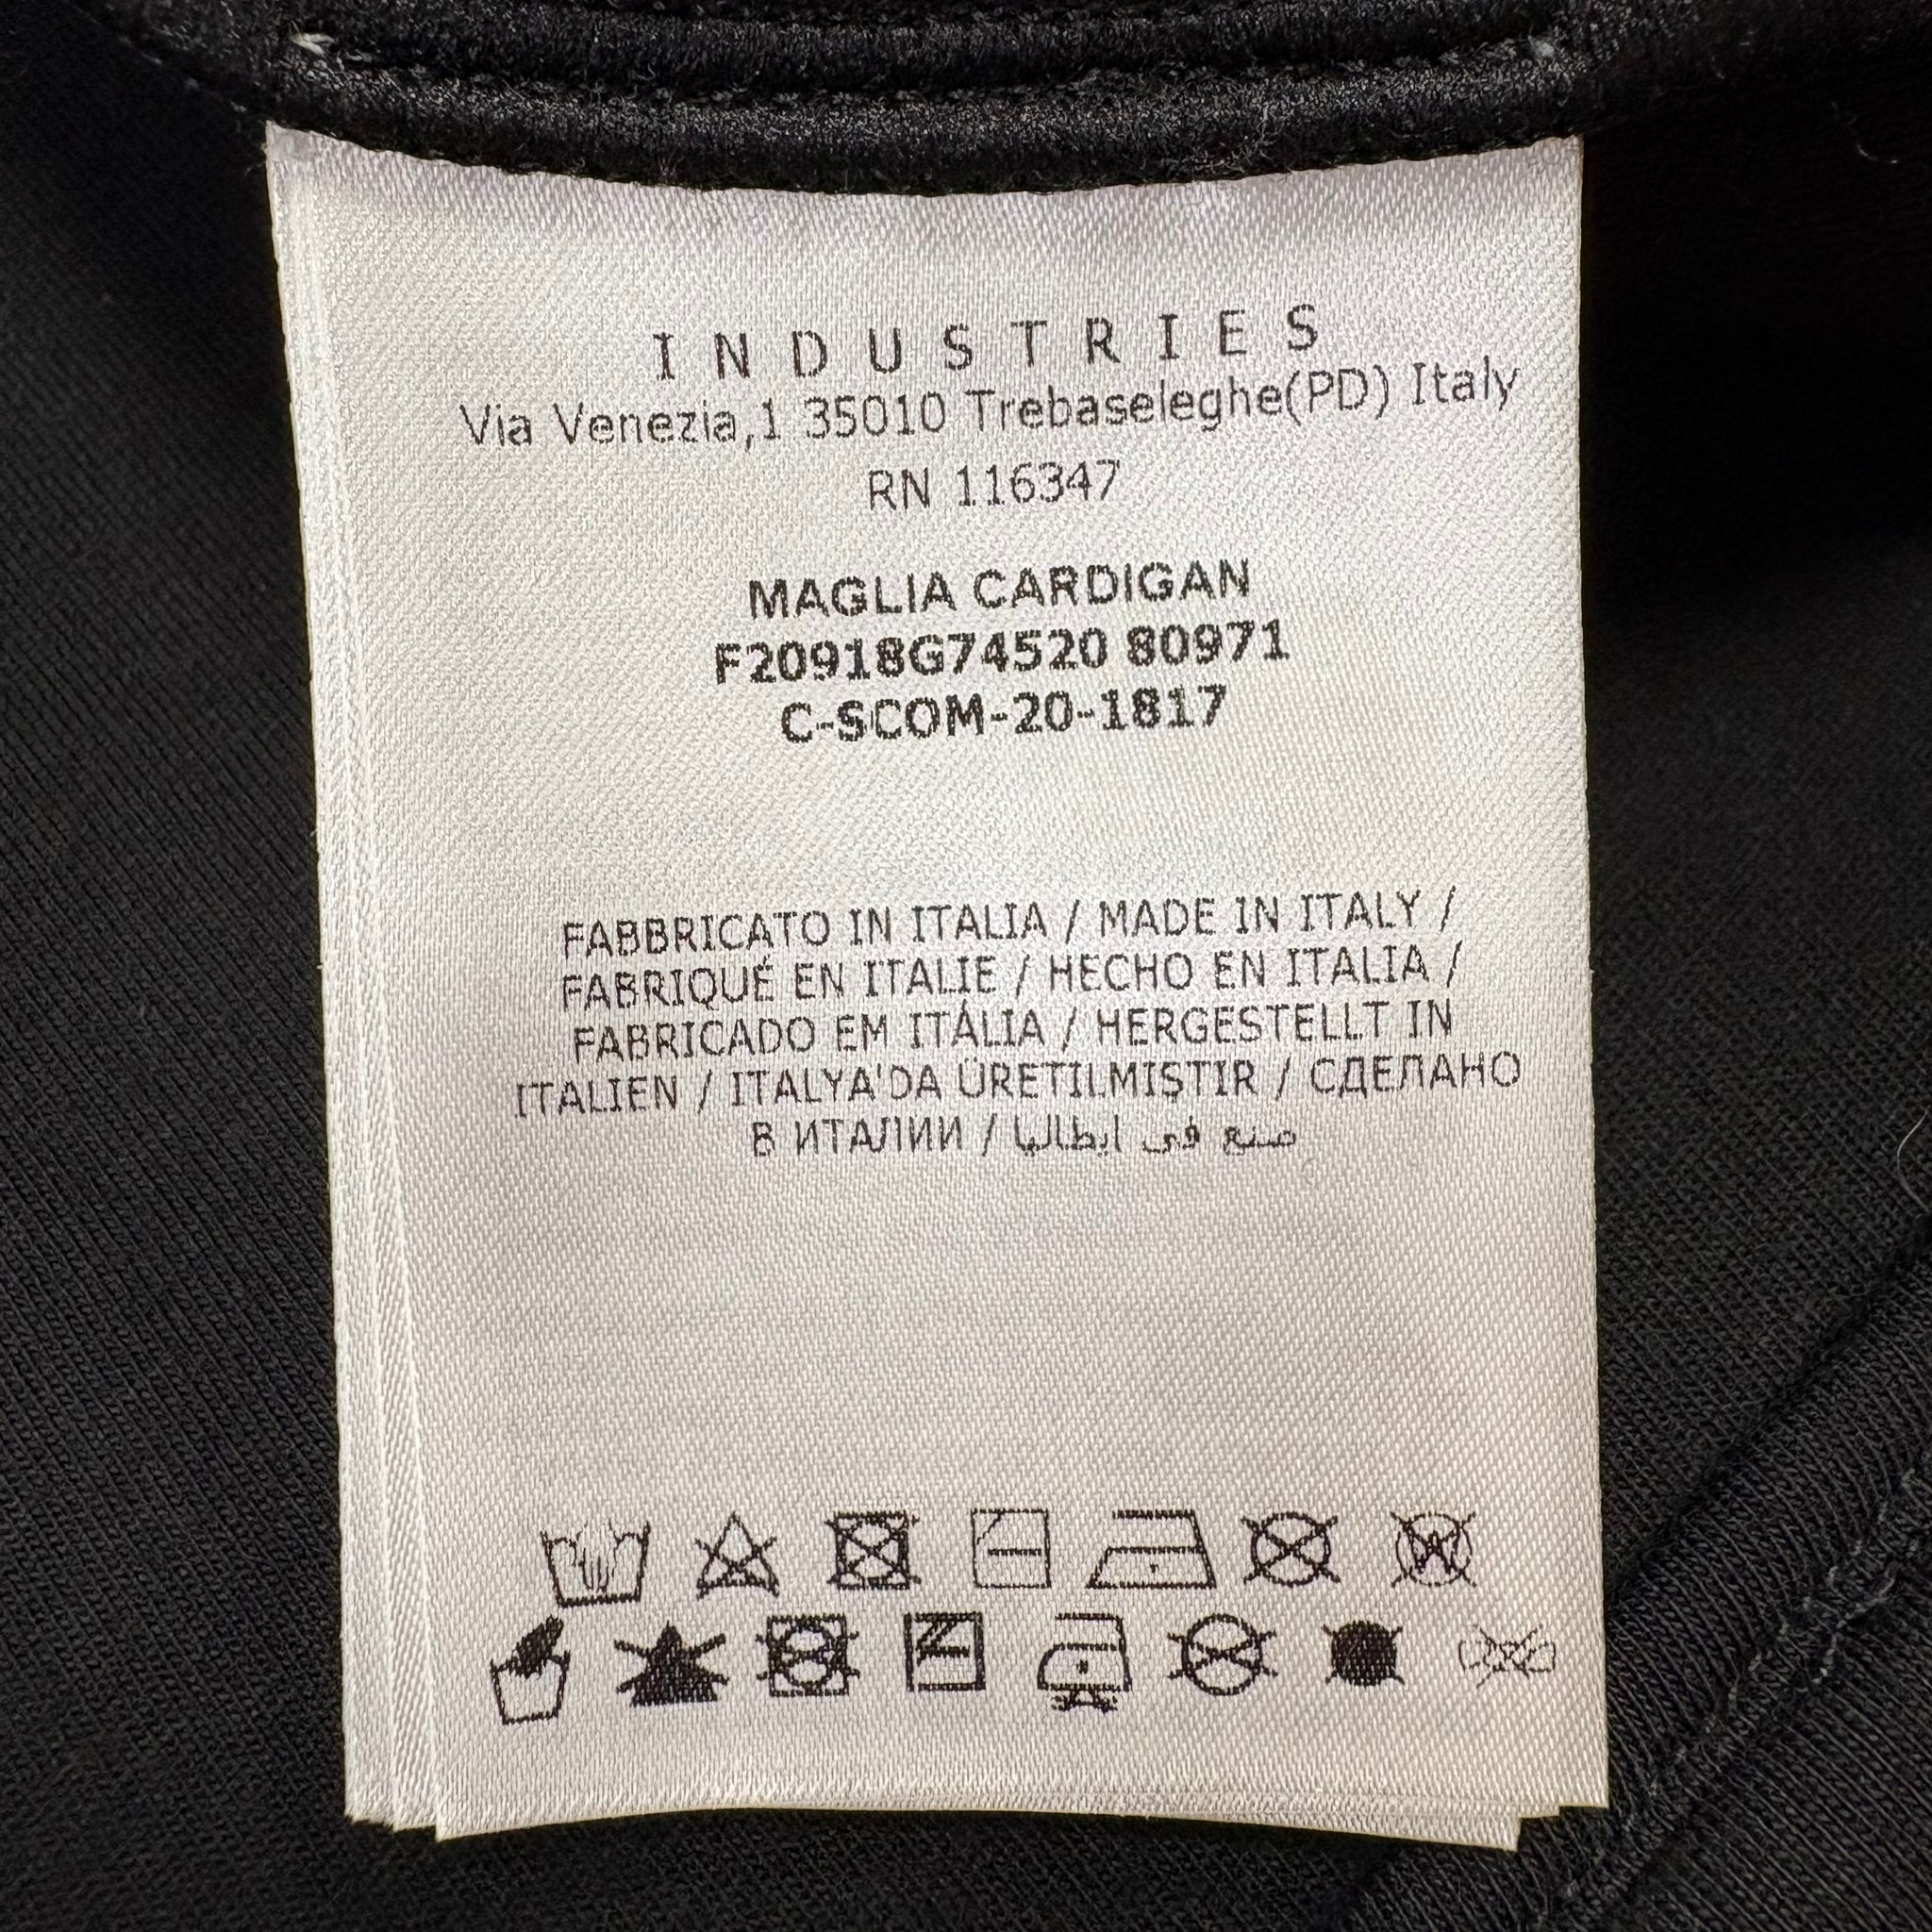 INDUSTRIES
Via Venezia,1 35010 Trebaseleghe(PD) Italy
RN 116347
MAGLIA CARDIGAN
F20918G74520 80971
C-SCOM-20-1817
FABBRICATO IN ITALIA / MADE IN ITALY /
FABRIQUÉ EN ITALIE / HECHO EN ITALIA /
FABRICADO EM ITÁLIA / HERGESTELLT IN
ITALIEN / ITALYA'DA ÜRETILMIŞTIR / СДЕЛАНО
В ИТАЛИИ / صنع في ايطاليا